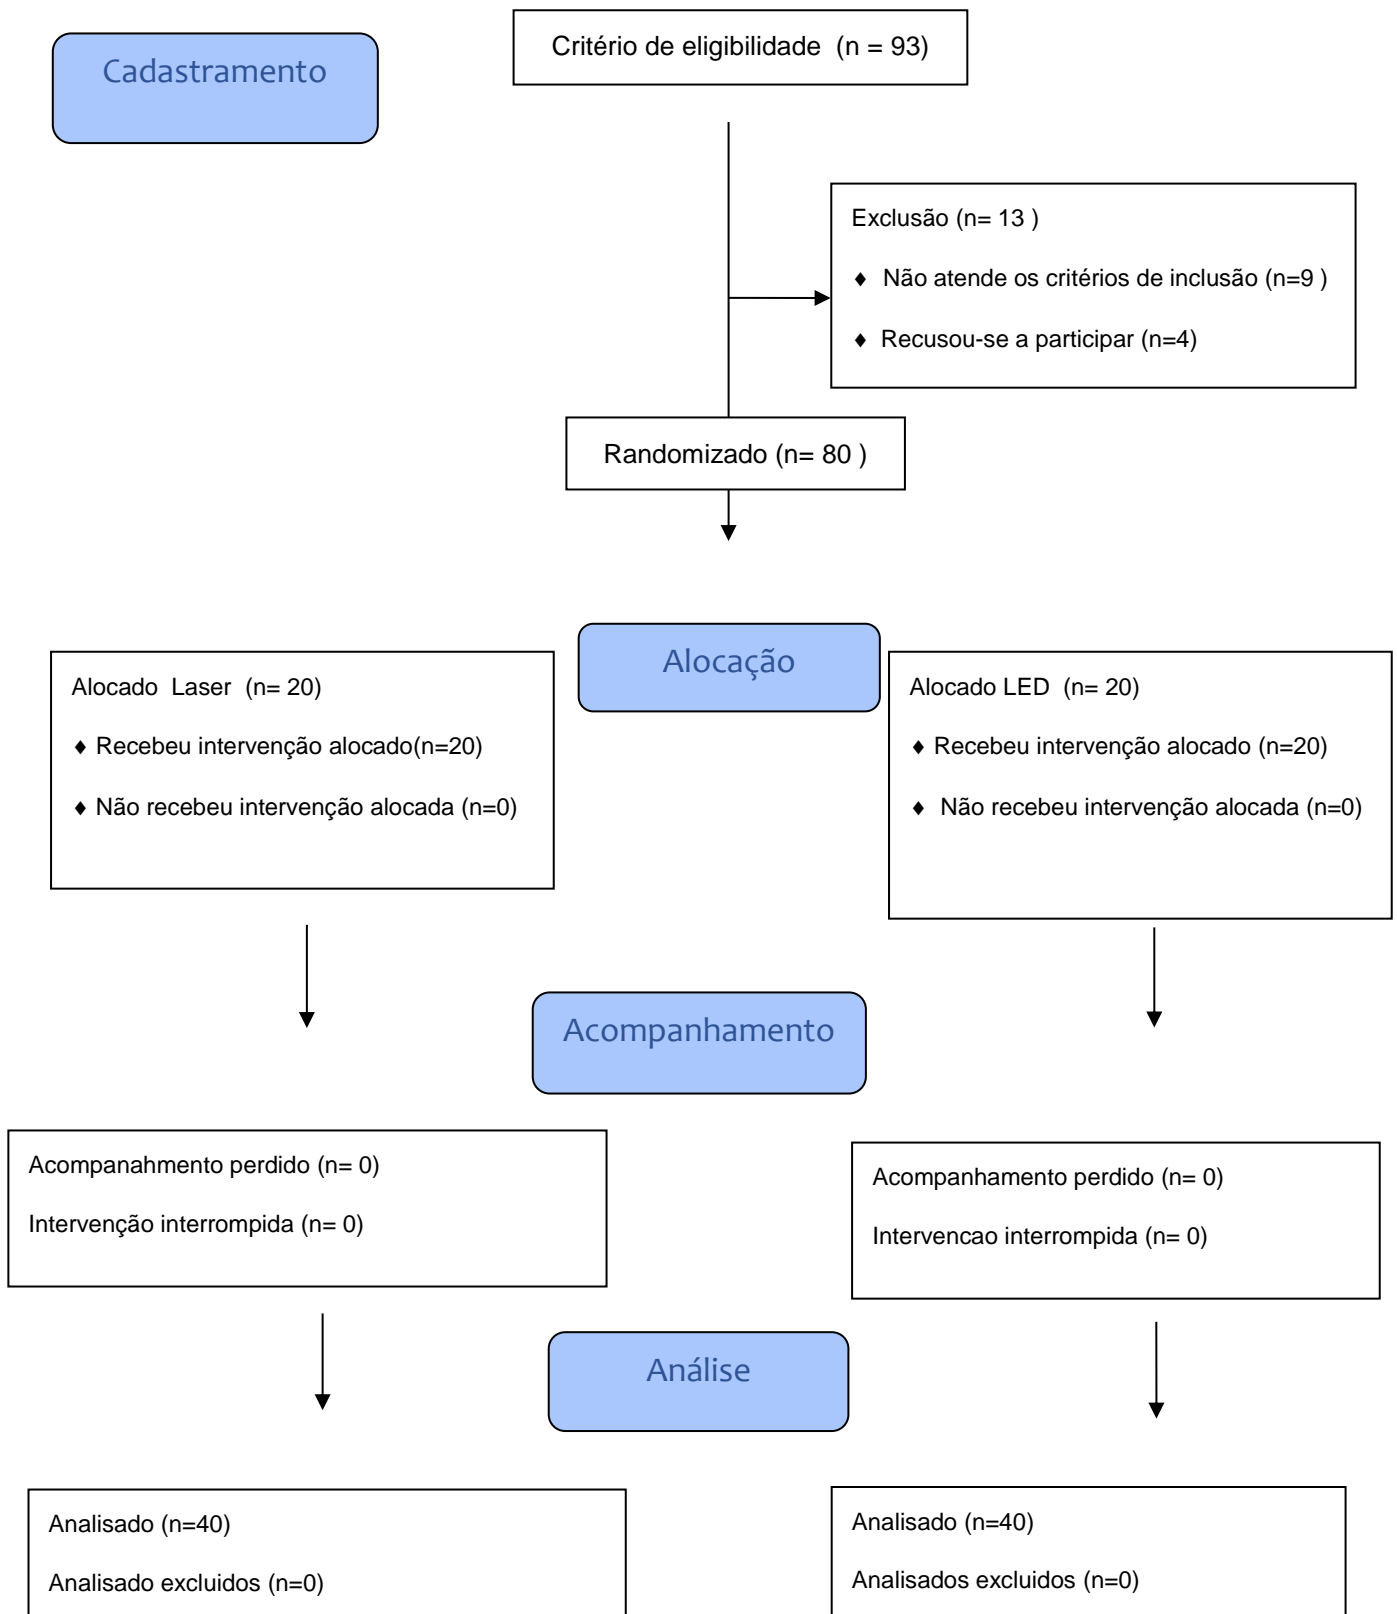 Cadastramento
Critério de eligibilidade (n = 93)
Exclusão (n= 13 )
♦ Não atende os critérios de inclusão (n=9 )
♦ Recusou-se a participar (n=4)
Randomizado (n= 80 )
Alocação
Alocado Laser (n= 20)
♦ Recebeu intervenção alocado(n=20)
♦ Não recebeu intervenção alocada (n=0)
Alocado LED (n= 20)
♦ Recebeu intervenção alocado (n=20)
♦ Não recebeu intervenção alocada (n=0)
Acompanhamento
Acompanahmento perdido (n= 0)
Intervenção interrompida (n= 0)
Acompanhamento perdido (n= 0)
Intervencao interrompida (n= 0)
Análise
Analisado (n=40)
Analisado excluidos (n=0)
Analisado (n=40)
Analisados excluidos (n=0)